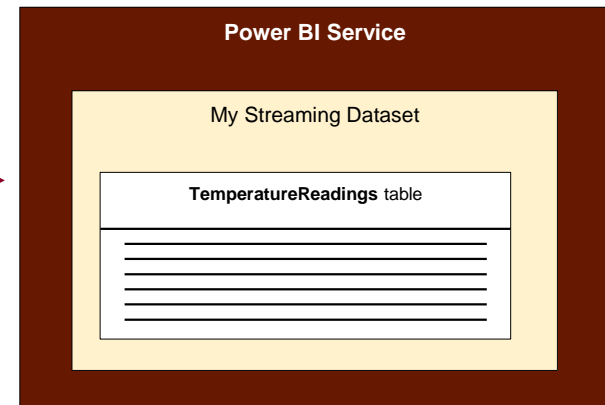 Power BI Service
My Streaming Dataset
TemperatureReadings table